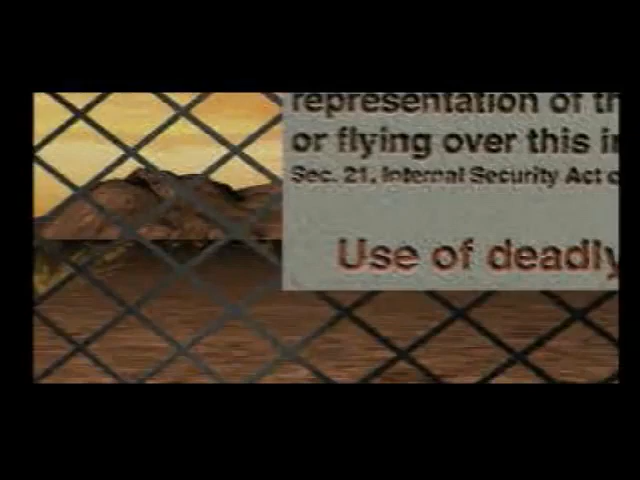 representation of th
or flying over this in
Sec. 21, Internal Security Act o
Use of deadly